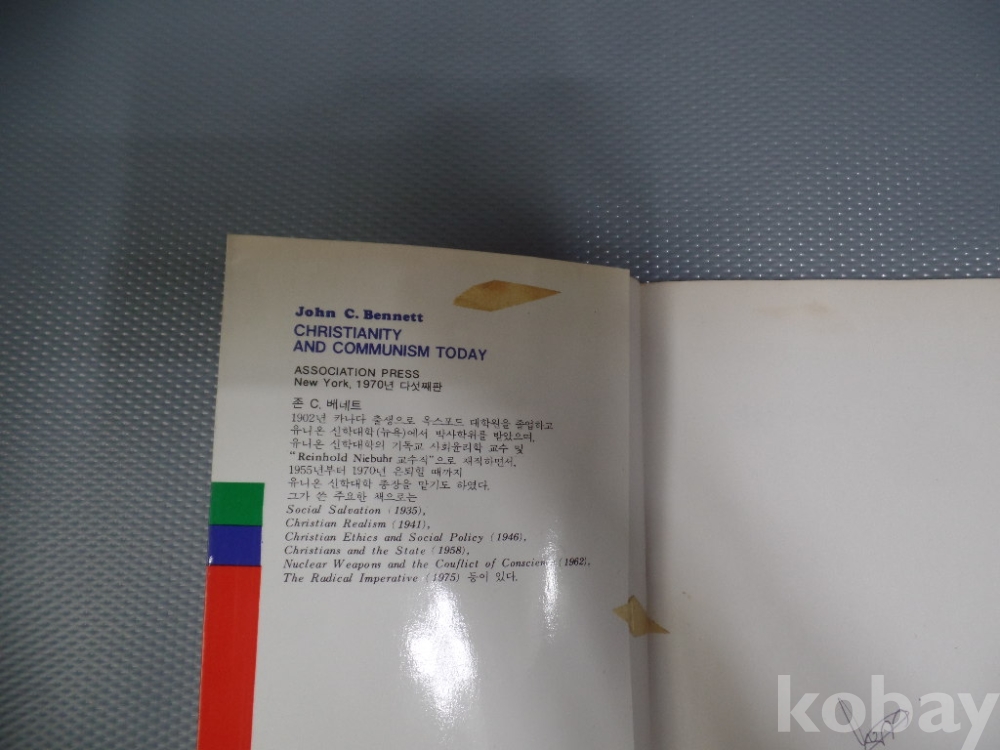 John C. Bennett
CHRISTIANITY
AND COMMUNISM TODAY
ASSOCIATION PRESS
New York, 1970년 다섯째판
존 C. 베네트
1902년 카나다 출생으로 옥스포드 대학원을 졸업하고
유니온 신학대학(뉴욕)에서 박사학위를 받았으며,
유니온 신학대학의 기독교 사회윤리학 교수 및
"Reinhold Niebuhr 교수직"으로 재직하면서,
1955년부터 1970년 은퇴할 때까지
유니온 신학대학 총장을 맡기도 하였다.
그가 쓴 주요한 책으로는
Social Salvation (1935),
Christian Realism (1941),
Christian Ethics and Social Policy (1946),
Christians and the State (1958),
Nuclear Weapons and the Couflict of Conscience (1962),
The Radical Imperative (1975) 등이 있다.
kobay